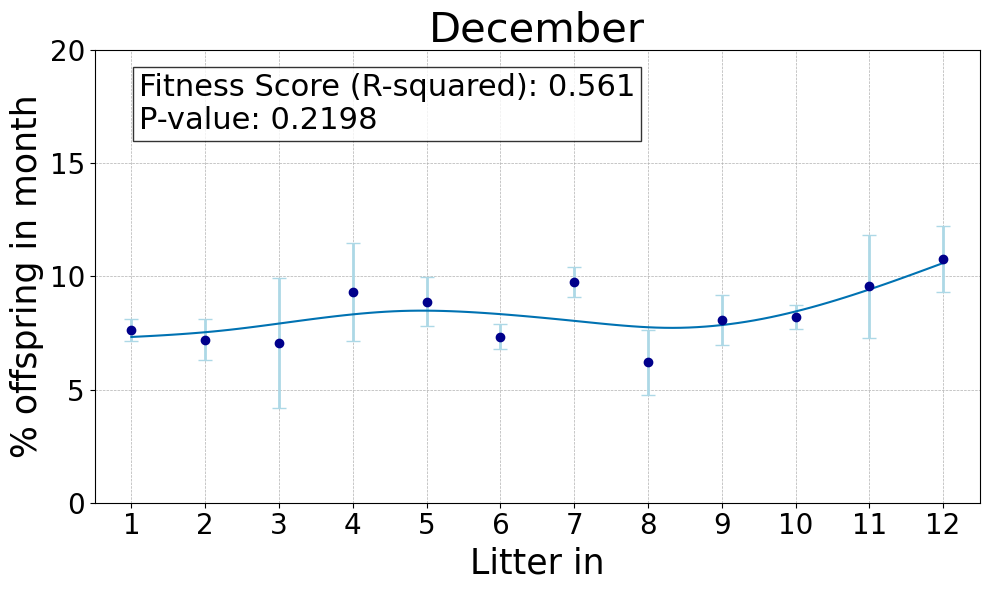 December
Fitness Score (R-squared): 0.561
P-value: 0.2198
% offspring in month
20
15
10
5
0
1 2 3 4 5 6 7 8 9 10 11 12
Litter in